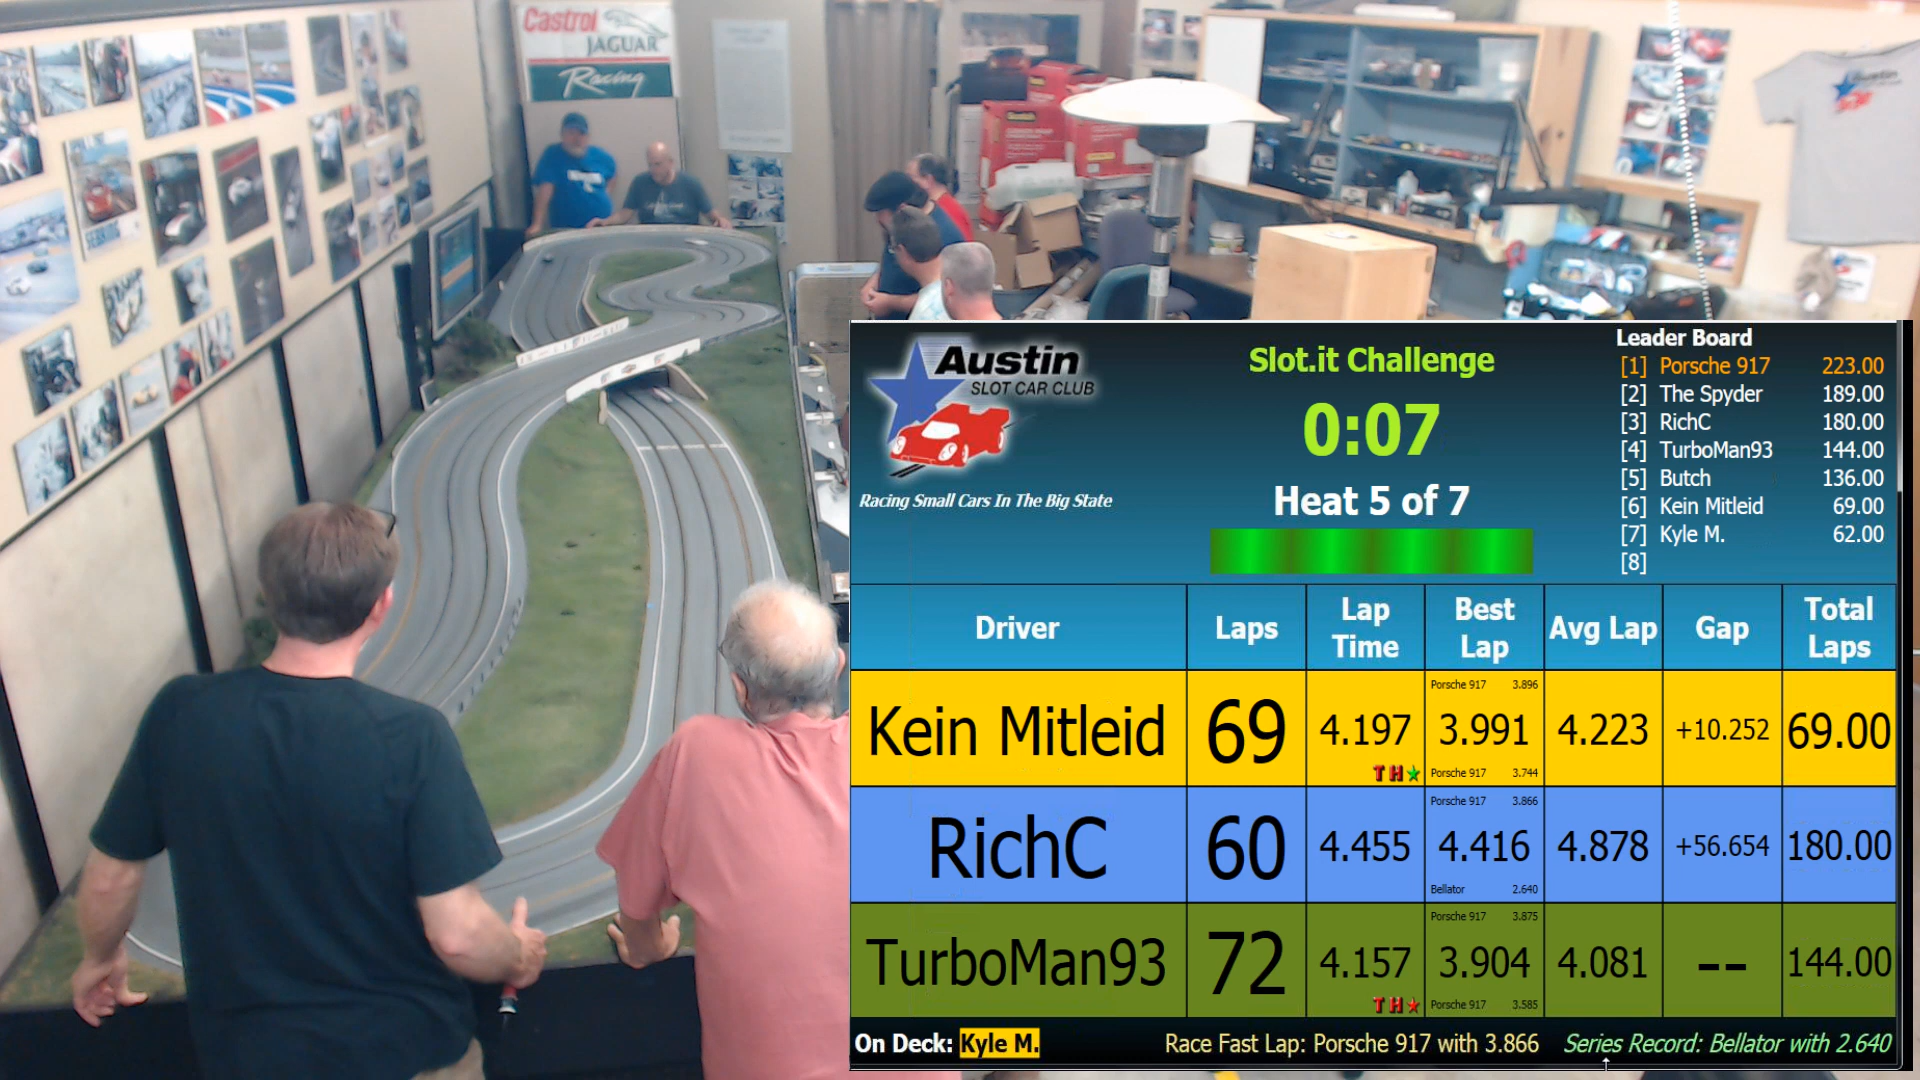 Castrol
JAGUAR
Racing
SEBRING
Austin
Austin
SLOT CAR CLUB
Racing Small Cars In The Big State
Slot.it Challenge
0:07
Heat 5 of 7
Leader Board
[1] Porsche 917 223.00
[2] The Spyder 189.00
[3] RichC 180.00
[4] TurboMan93 144.00
[5] Butch 136.00
[6] Kein Mitleid 69.00
[7] Kyle M. 62.00
[8]
Driver Laps Lap Time Best Lap Avg Lap Gap Total Laps
Porsche 917 3.896
Kein Mitleid 69 4.197 3.991 4.223 +10.252 69.00
T H Porsche 917 3.744
Porsche 917 3.866
RichC 60 4.455 4.416 4.878 +56.654 180.00
Bellator 2.640
Porsche 917 3.875
TurboMan93 72 4.157 3.904 4.081 -- 144.00
T H Porsche 917 3.585
On Deck: Kyle M. Race Fast Lap: Porsche 917 with 3.866 Series Record: Bellator with 2.640